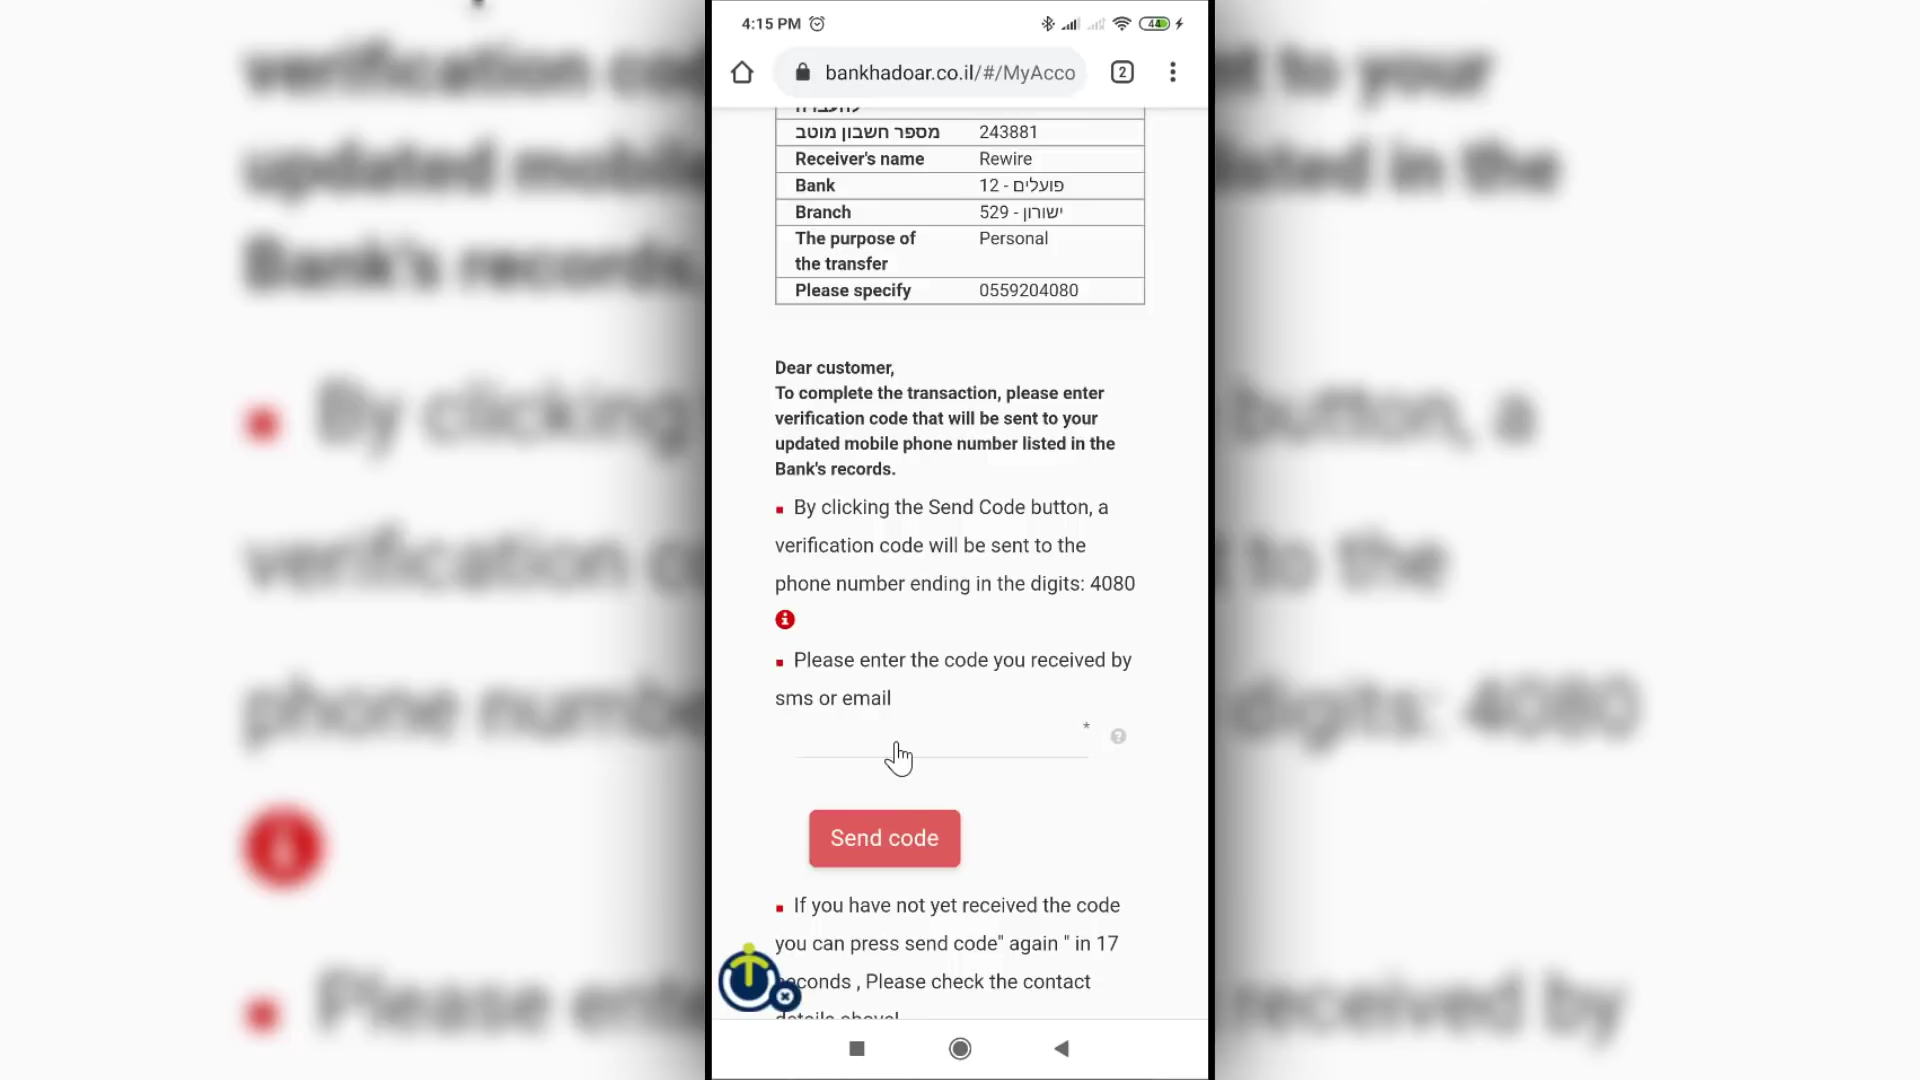 4:15 PM
44
bankhadoar.co.il/#/MyAcco
2
להעברה
מספר חשבון מוטב 243881
Receiver's name Rewire
Bank 12 - פועלים
Branch 529 - ישורון
The purpose of Personal
the transfer
Please specify 0559204080
Dear customer,
To complete the transaction, please enter
verification code that will be sent to your
updated mobile phone number listed in the
Bank's records.
By clicking the Send Code button, a
verification code will be sent to the
phone number ending in the digits: 4080
Please enter the code you received by
sms or email
*
Send code
If you have not yet received the code
you can press send code" again " in 17
seconds , Please check the contact
details above!